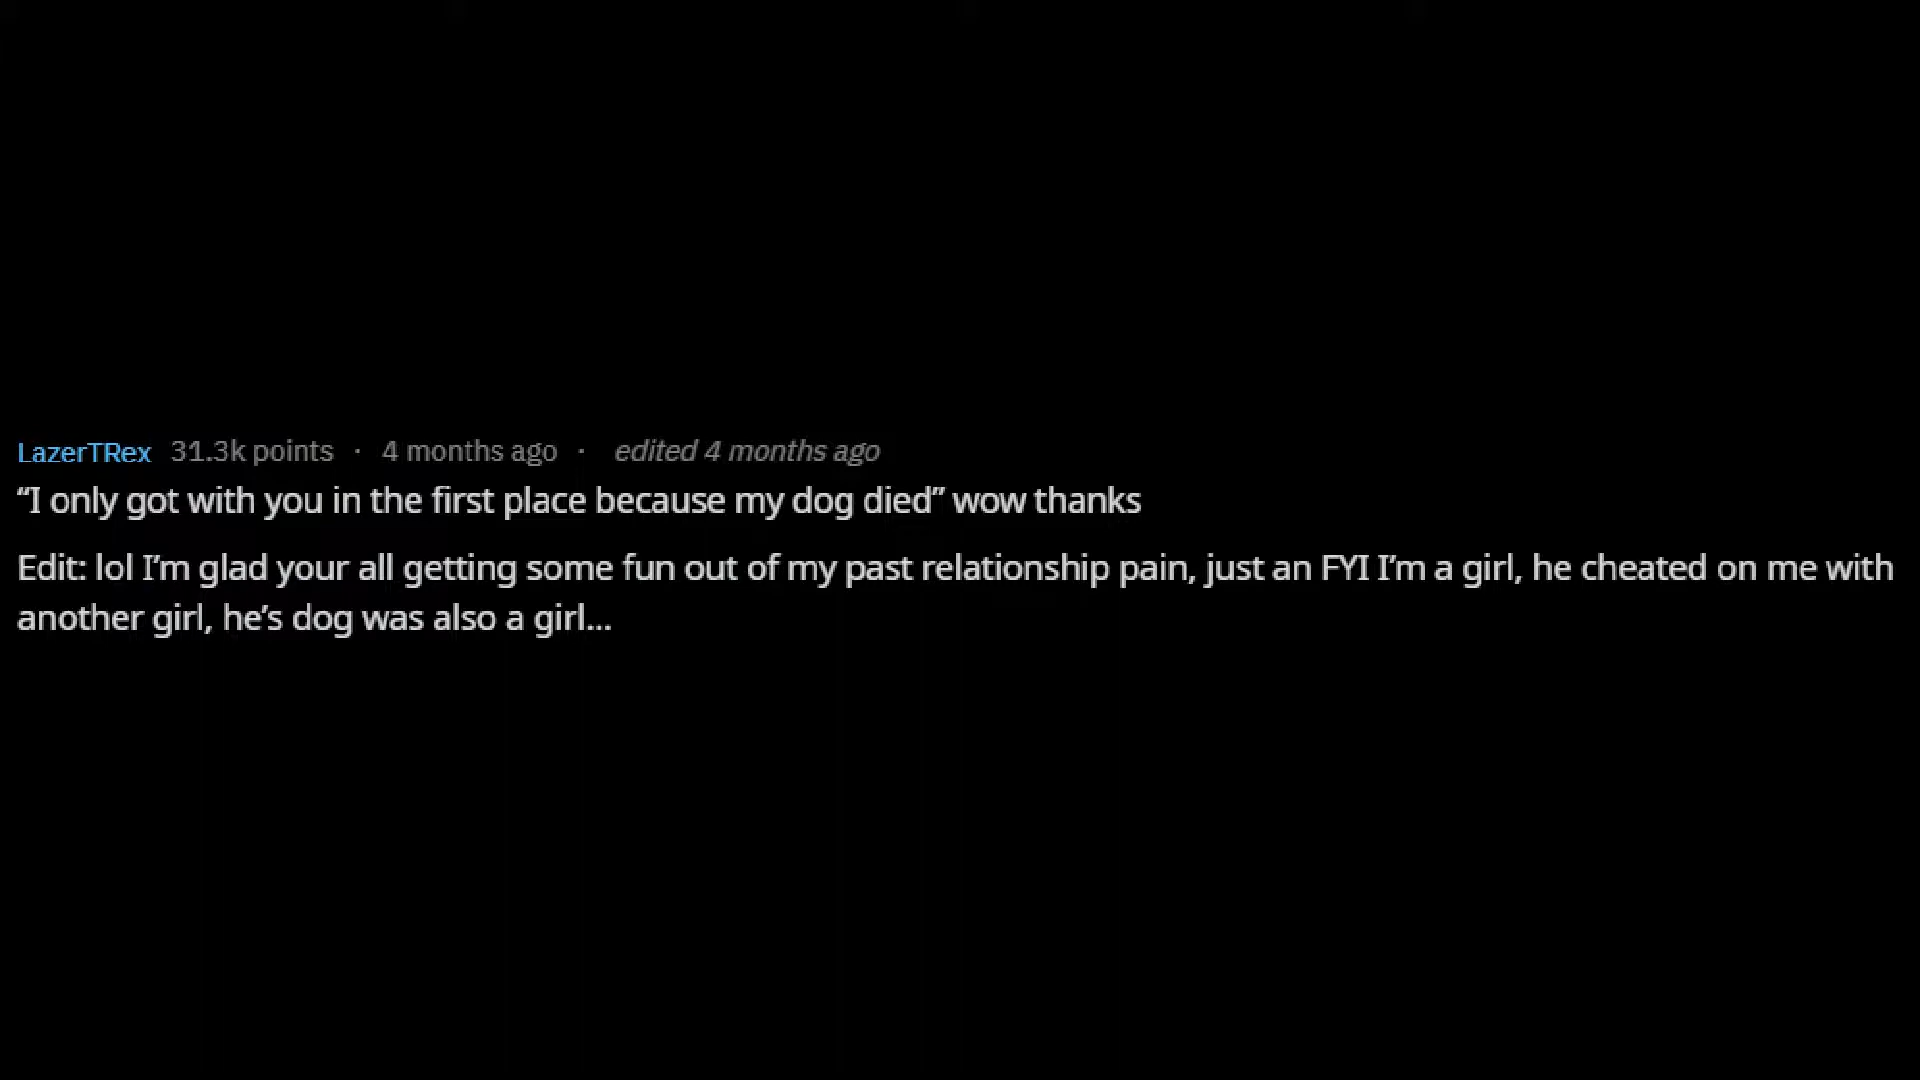 LazerTRex 31.3k points · 4 months ago · edited 4 months ago
“I only got with you in the first place because my dog died” wow thanks
Edit: lol I’m glad your all getting some fun out of my past relationship pain, just an FYI I’m a girl, he cheated on me with
another girl, he’s dog was also a girl...